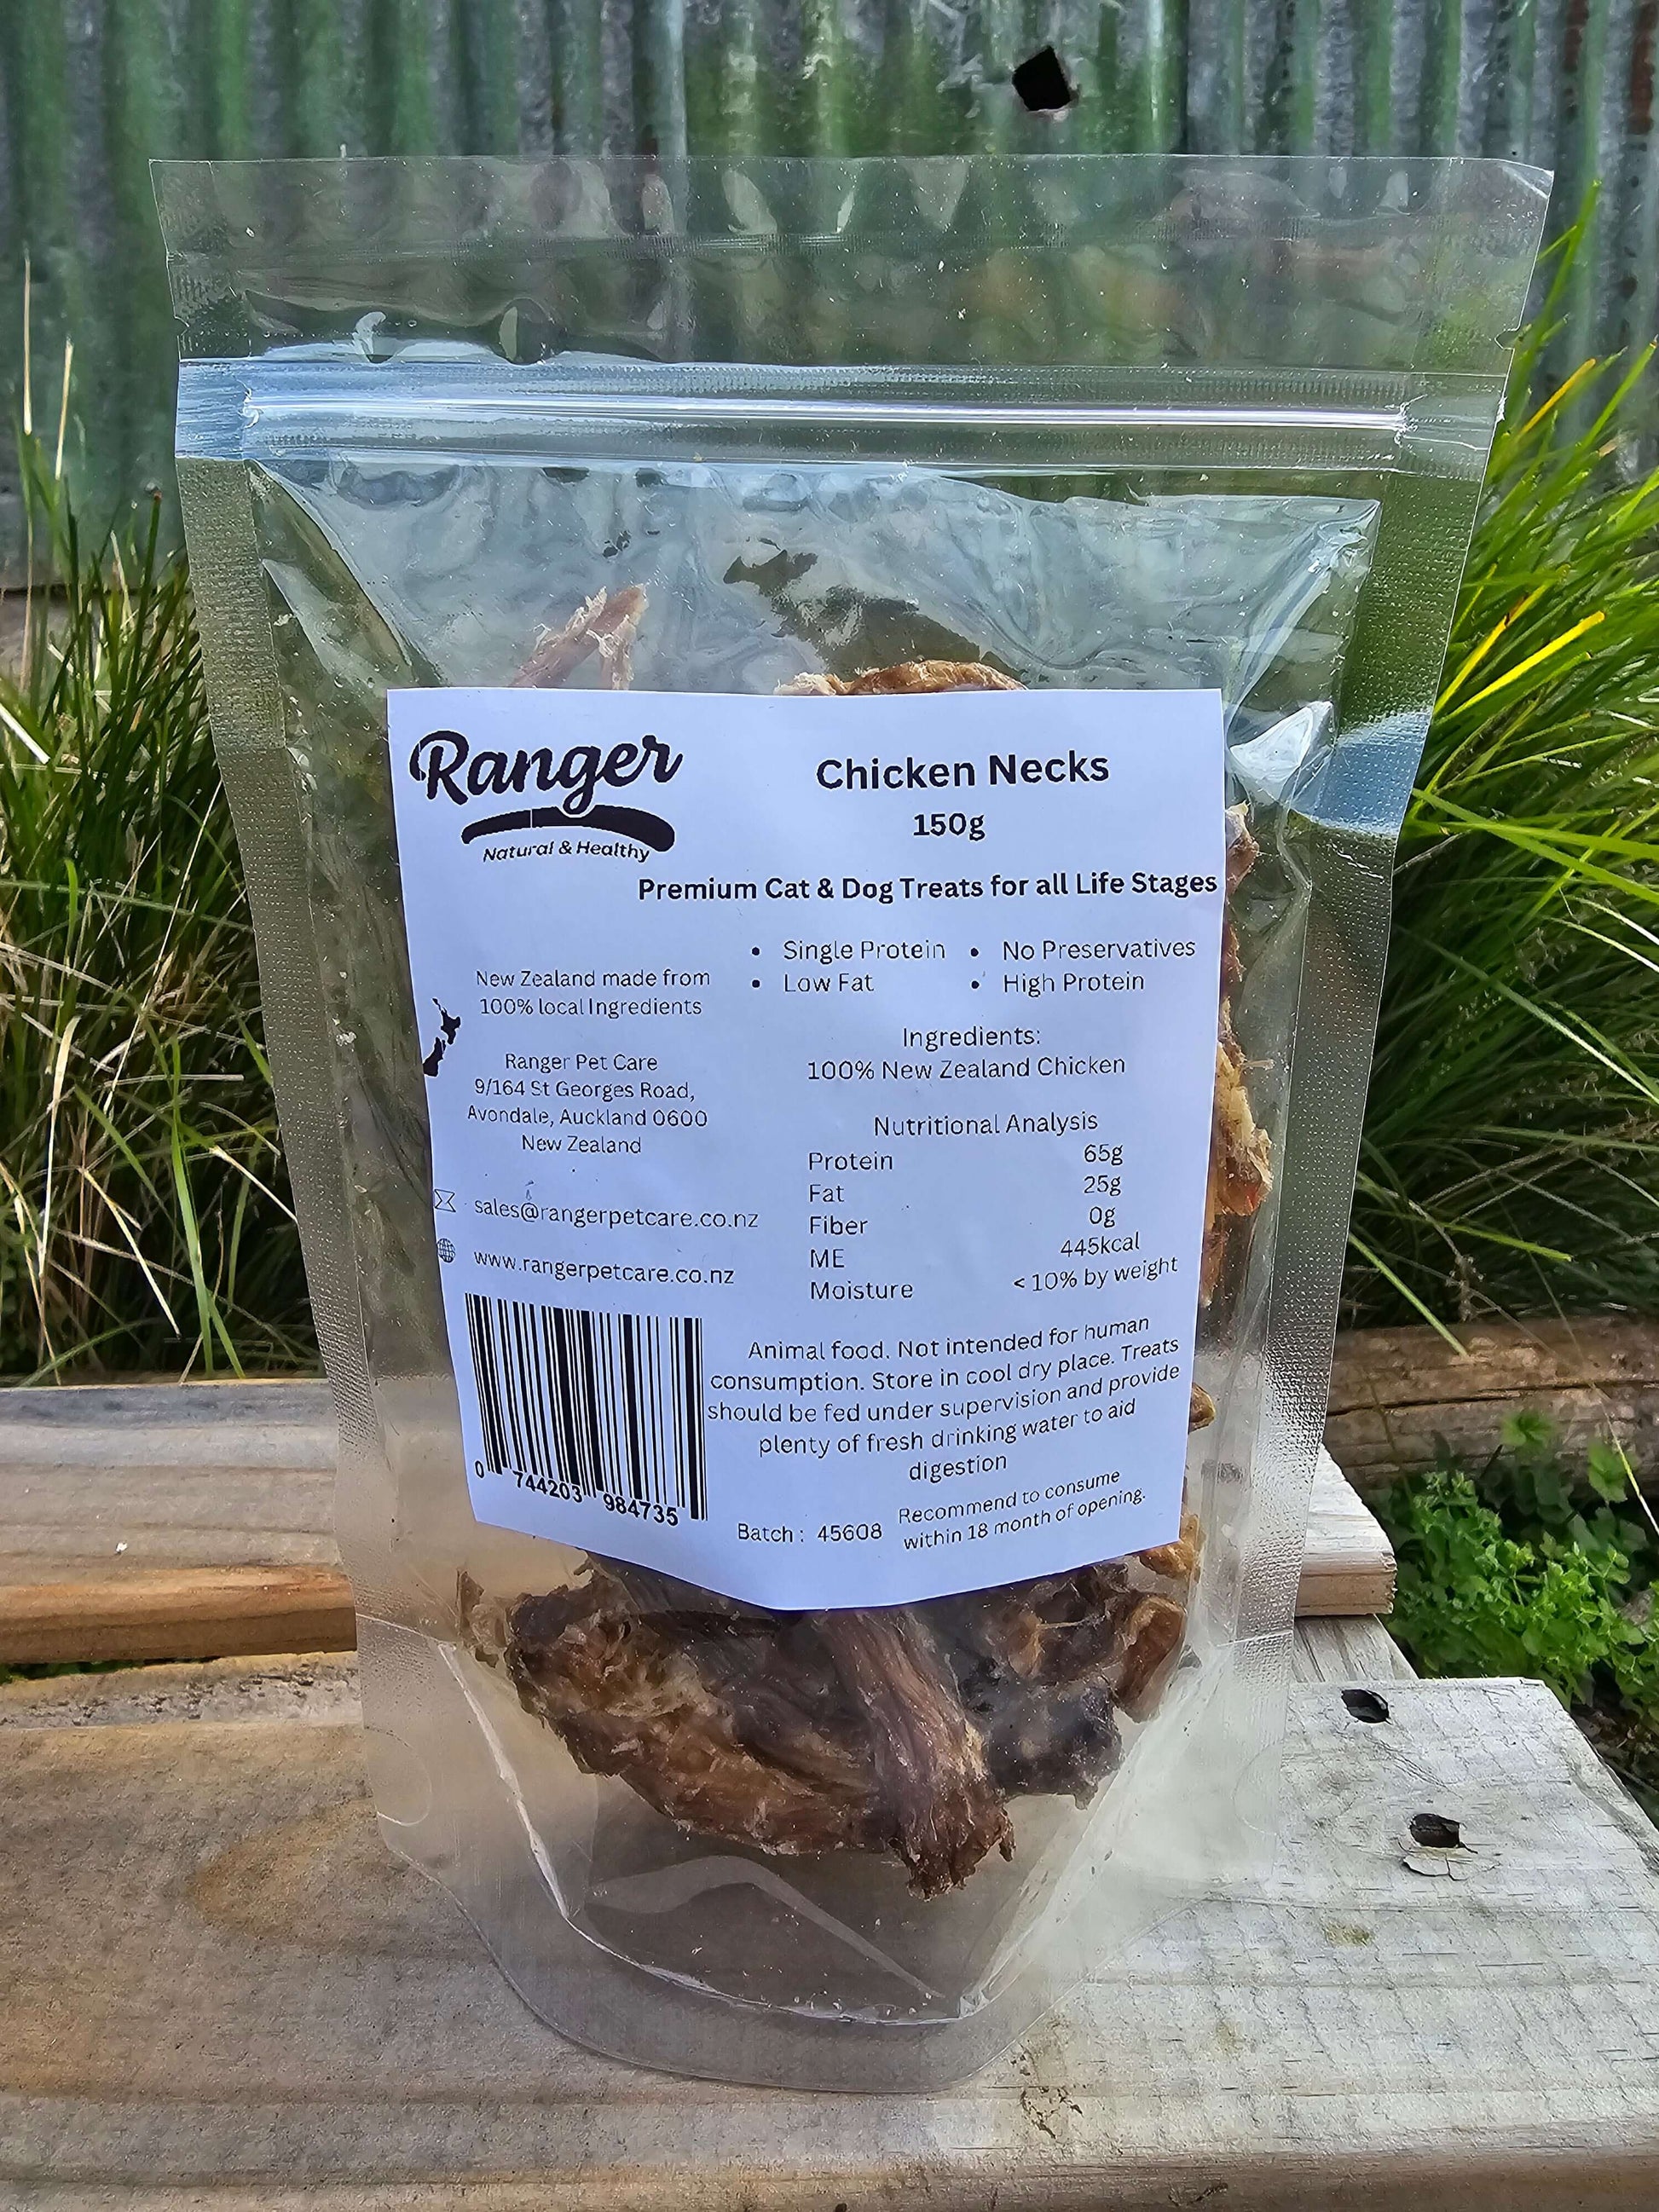 Ranger
Natural & Healthy
Chicken Necks
150g
Premium Cat & Dog Treats for all Life Stages
• Single Protein • No Preservatives
• Low Fat • High Protein
New Zealand made from
100% local Ingredients
Ranger Pet Care
9/164 St Georges Road,
Avondale, Auckland 0600
New Zealand
sales@rangerpetcare.co.nz
www.rangerpetcare.co.nz
Ingredients:
100% New Zealand Chicken
Nutritional Analysis
Protein 65g
Fat 25g
Fiber 0g
ME 445kcal
Moisture < 10% by weight
Animal food. Not intended for human
consumption. Store in cool dry place. Treats
should be fed under supervision and provide
plenty of fresh drinking water to aid
digestion
0 744203 984735
Batch : 45608
Recommend to consume
within 18 month of opening.